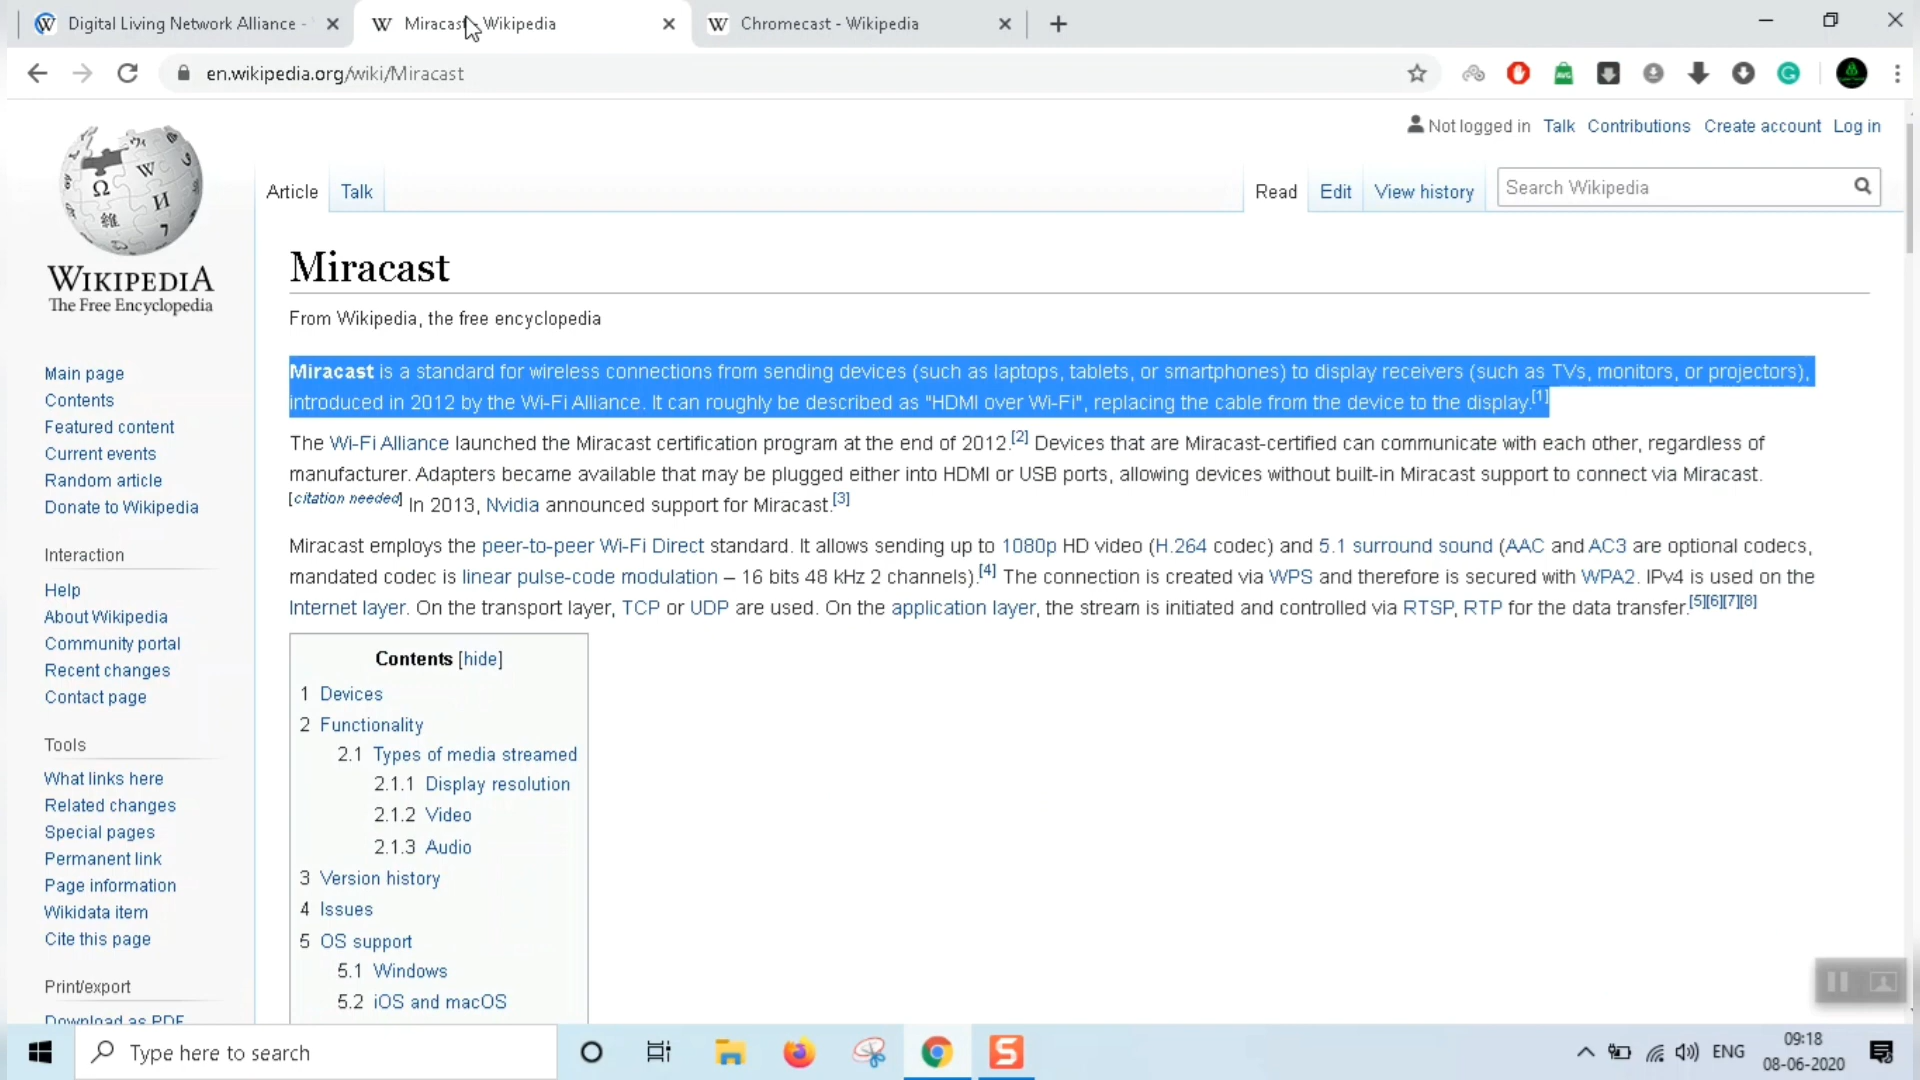 Digital Living Network Alliance -
Miracast - Wikipedia
Chromecast - Wikipedia
en.wikipedia.org/wiki/Miracast
Not logged in Talk Contributions Create account Log in
Article Talk Read Edit View history Search Wikipedia
WIKIPEDIA
The Free Encyclopedia
Main page
Contents
Featured content
Current events
Random article
Donate to Wikipedia
Interaction
Help
About Wikipedia
Community portal
Recent changes
Contact page
Tools
What links here
Related changes
Special pages
Permanent link
Page information
Wikidata item
Cite this page
Print/export
Download as PDF
Miracast
From Wikipedia, the free encyclopedia
Miracast is a standard for wireless connections from sending devices (such as laptops, tablets, or smartphones) to display receivers (such as TVs, monitors, or projectors),
introduced in 2012 by the Wi-Fi Alliance. It can roughly be described as "HDMI over Wi-Fi", replacing the cable from the device to the display.[1]
The Wi-Fi Alliance launched the Miracast certification program at the end of 2012.[2] Devices that are Miracast-certified can communicate with each other, regardless of
manufacturer. Adapters became available that may be plugged either into HDMI or USB ports, allowing devices without built-in Miracast support to connect via Miracast.
[citation needed] In 2013, Nvidia announced support for Miracast.[3]
Miracast employs the peer-to-peer Wi-Fi Direct standard. It allows sending up to 1080p HD video (H.264 codec) and 5.1 surround sound (AAC and AC3 are optional codecs,
mandated codec is linear pulse-code modulation – 16 bits 48 kHz 2 channels).[4] The connection is created via WPS and therefore is secured with WPA2. IPv4 is used on the
Internet layer. On the transport layer, TCP or UDP are used. On the application layer, the stream is initiated and controlled via RTSP, RTP for the data transfer.[5][6][7][8]
Contents [hide]
1 Devices
2 Functionality
2.1 Types of media streamed
2.1.1 Display resolution
2.1.2 Video
2.1.3 Audio
3 Version history
4 Issues
5 OS support
5.1 Windows
5.2 iOS and macOS
Type here to search
ENG
09:18
08-06-2020